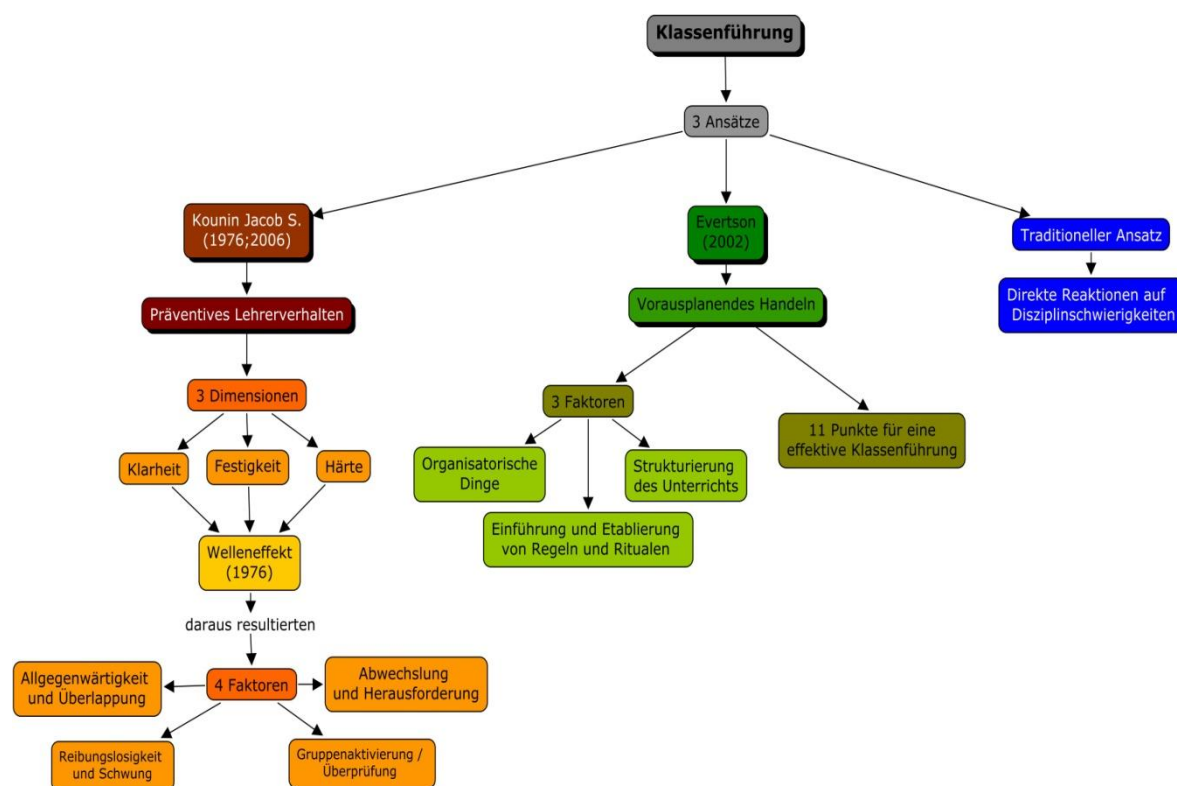 Klassenführung
3 Ansätze
Kounin Jacob S.
(1976;2006)
Evertson
(2002)
Traditioneller Ansatz
Präventives Lehrerverhalten
Vorausplanendes Handeln
Direkte Reaktionen auf
Disziplinschwierigkeiten
3 Dimensionen
3 Faktoren
11 Punkte für eine
effektive Klassenführung
Klarheit
Festigkeit
Härte
Organisatorische
Dinge
Strukturierung
des Unterrichts
Einführung und Etablierung
von Regeln und Ritualen
Welleneffekt
(1976)
daraus resultierten
Allgegenwärtigkeit
und Überlappung
4 Faktoren
Abwechslung
und Herausforderung
Reibungslosigkeit
und Schwung
Gruppenaktivierung /
Überprüfung